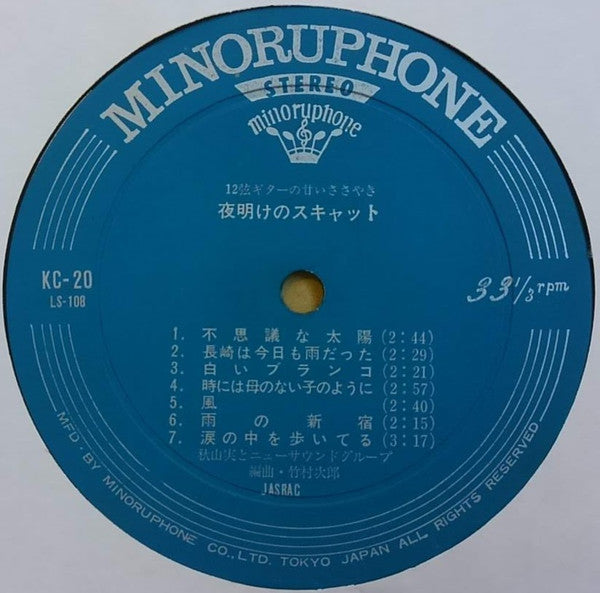 MINORUPHONE
STEREO
minoruphone
12弦ギターの甘いささやき
夜明けのスキャット
KC-20
LS-108
33 1/3 rpm
1. 不思議な太陽 (2:44)
2. 長崎は今日も雨だった (2:29)
3. 白いブランコ (2:21)
4. 時には母のない子のように (2:57)
5. 風 (2:40)
6. 雨の新宿 (2:15)
7. 涙の中を歩いてる (3:17)
秋山実とニューサウンドグループ
編曲・竹村次郎
JASRAC
MFD. BY MINORUPHONE CO., LTD. TOKYO JAPAN ALL RIGHTS RESERVED